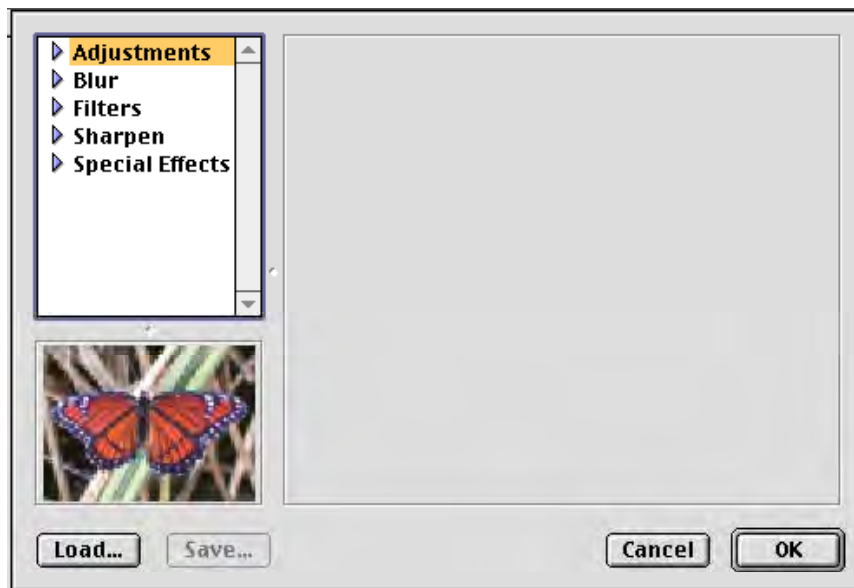 Adjustments
Blur
Filters
Sharpen
Special Effects
Load...
Save...
Cancel
OK